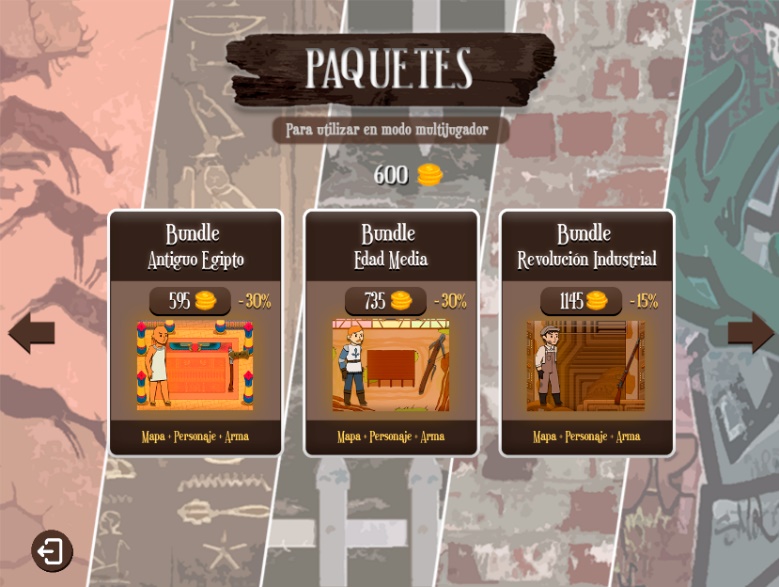 PAQUETES
Para utilizar en modo multijugador
600
Bundle
Antiguo Egipto
595
-30%
Mapa + Personaje + Arma
Bundle
Edad Media
735
-30%
Mapa + Personaje + Arma
Bundle
Revolución Industrial
1145
-15%
Mapa + Personaje + Arma